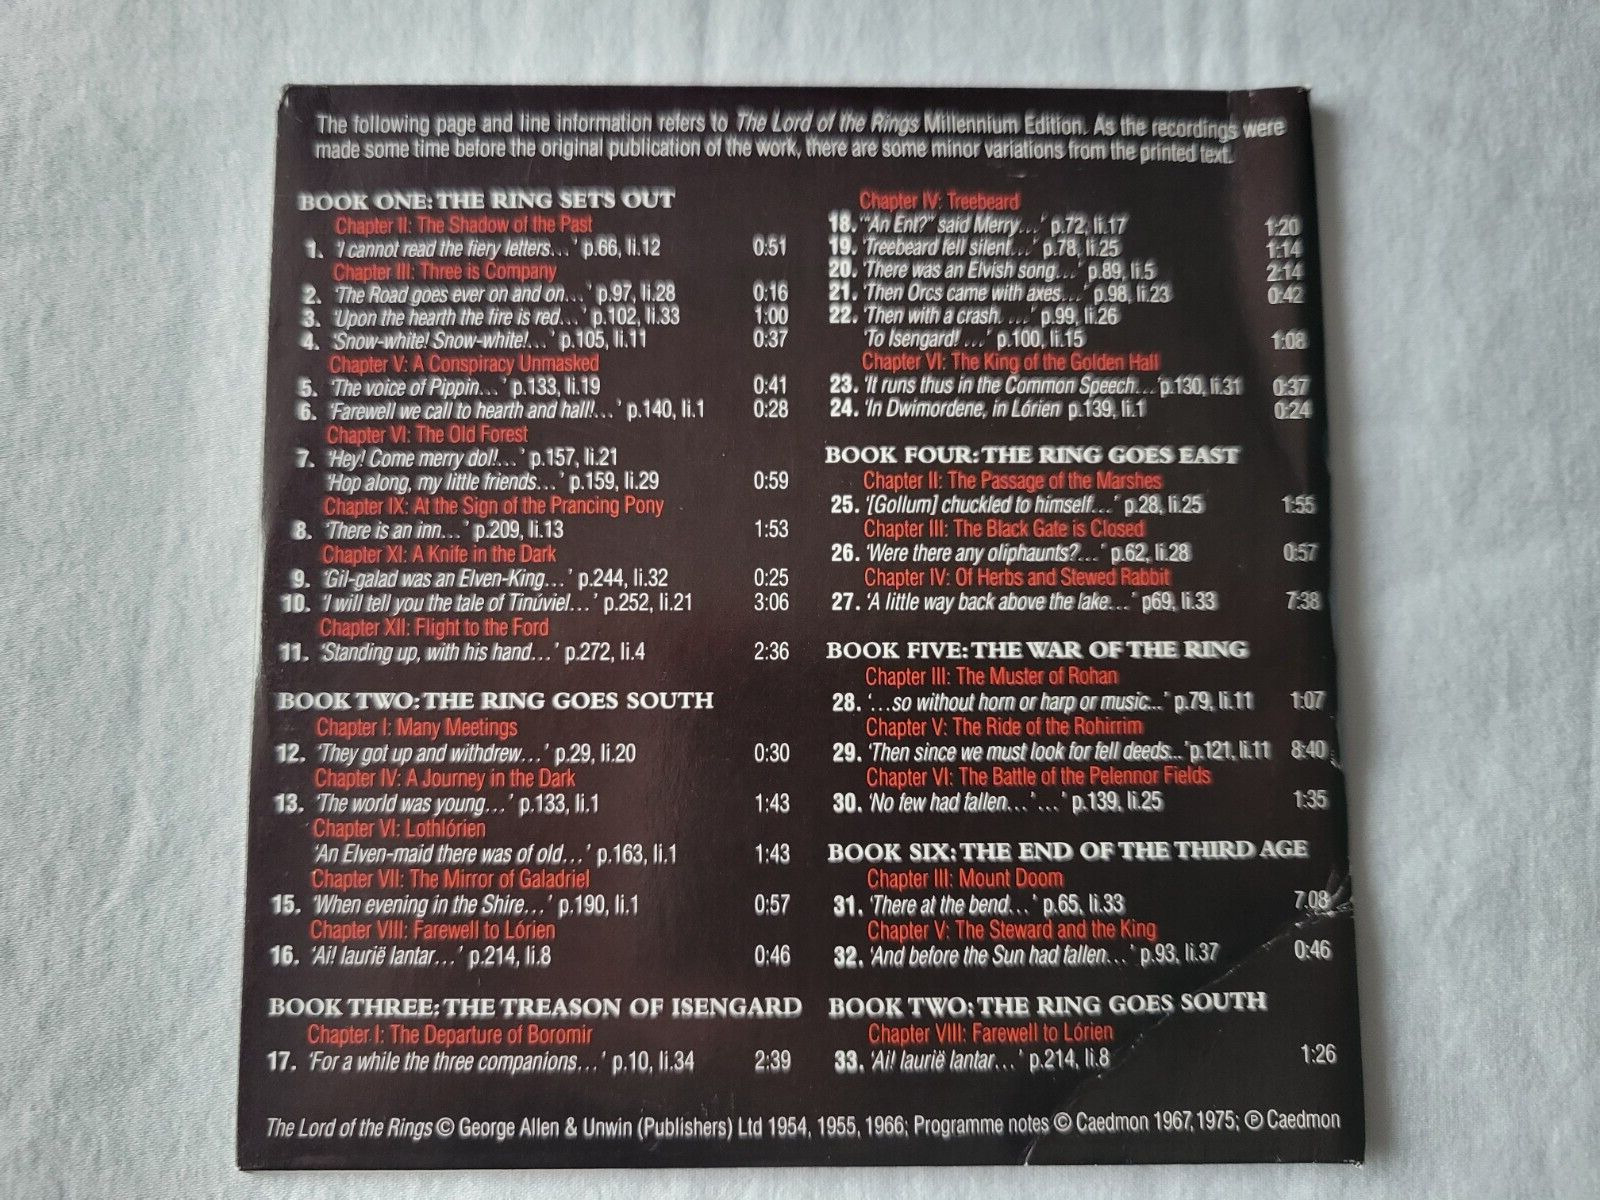 The following page and line information refers to The Lord of the Rings Millennium Edition. As the recordings were
made some time before the original publication of the work, there are some minor variations from the printed text.
BOOK ONE: THE RING SETS OUT
Chapter II: The Shadow of the Past
1. 'I cannot read the fiery letters...' p.66, li.12 0:51
Chapter III: Three is Company
2. 'The Road goes ever on and on...' p.97, li.28 0:16
3. 'Upon the hearth the fire is red...' p.102, li.33 1:00
4. 'Snow-white! Snow-white!...' p.105, li.11 0:37
Chapter V: A Conspiracy Unmasked
5. 'The voice of Pippin...' p.133, li.19 0:41
6. 'Farewell we call to hearth and hall!...' p.140, li.1 0:28
Chapter VI: The Old Forest
7. 'Hey! Come merry dol!...' p.157, li.21
'Hop along, my little friends...' p.159, li.29 0:59
Chapter IX: At the Sign of the Prancing Pony
8. 'There is an inn...' p.209, li.13 1:53
Chapter XI: A Knife in the Dark
9. 'Gil-galad was an Elven-King...' p.244, li.32 0:25
10. 'I will tell you the tale of Tinúviel...' p.252, li.21 3:06
Chapter XII: Flight to the Ford
11. 'Standing up, with his hand...' p.272, li.4 2:36
BOOK TWO: THE RING GOES SOUTH
Chapter I: Many Meetings
12. 'They got up and withdrew...' p.29, li.20 0:30
Chapter IV: A Journey in the Dark
13. 'The world was young...' p.133, li.1 1:43
Chapter VI: Lothlórien
'An Elven-maid there was of old...' p.163, li.1 1:43
Chapter VII: The Mirror of Galadriel
15. 'When evening in the Shire...' p.190, li.1 0:57
Chapter VIII: Farewell to Lórien
16. 'Ai! laurië lantar...' p.214, li.8 0:46
BOOK THREE: THE TREASON OF ISENGARD
Chapter I: The Departure of Boromir
17. 'For a while the three companions...' p.10, li.34 2:39
Chapter IV: Treebeard
18. '"An Ent?" said Merry...' p.72, li.17 1:20
19. 'Treebeard fell silent...' p.78, li.25 1:14
20. 'There was an Elvish song...' p.89, li.5 2:14
21. 'Then Orcs came with axes...' p.98, li.23 0:42
22. 'Then with a crash. ...' p.99, li.26
'To Isengard! ...' p.100, li.15 1:08
Chapter VI: The King of the Golden Hall
23. 'It runs thus in the Common Speech...'p.130, li.31 0:37
24. 'In Dwimordene, in Lórien p.139, li.1 0:24
BOOK FOUR: THE RING GOES EAST
Chapter II: The Passage of the Marshes
25. '[Gollum] chuckled to himself...' p.28, li.25 1:55
Chapter III: The Black Gate is Closed
26. 'Were there any oliphaunts?...' p.62, li.28 0:57
Chapter IV: Of Herbs and Stewed Rabbit
27. 'A little way back above the lake...' p69, li.33 7:38
BOOK FIVE: THE WAR OF THE RING
Chapter III: The Muster of Rohan
28. '...so without horn or harp or music...' p.79, li.11 1:07
Chapter V: The Ride of the Rohirrim
29. 'Then since we must look for fell deeds...'p.121, li.11 8:40
Chapter VI: The Battle of the Pelennor Fields
30. 'No few had fallen...'...' p.139, li.25 1:35
BOOK SIX: THE END OF THE THIRD AGE
Chapter III: Mount Doom
31. 'There at the bend...' p.65, li.33 7.08
Chapter V: The Steward and the King
32. 'And before the Sun had fallen...' p.93, li.37 0:46
BOOK TWO: THE RING GOES SOUTH
Chapter VIII: Farewell to Lórien
33. 'Ai! laurië lantar...' p.214, li.8 1:26
The Lord of the Rings © George Allen & Unwin (Publishers) Ltd 1954, 1955, 1966; Programme notes © Caedmon 1967, 1975; ℗ Caedmon